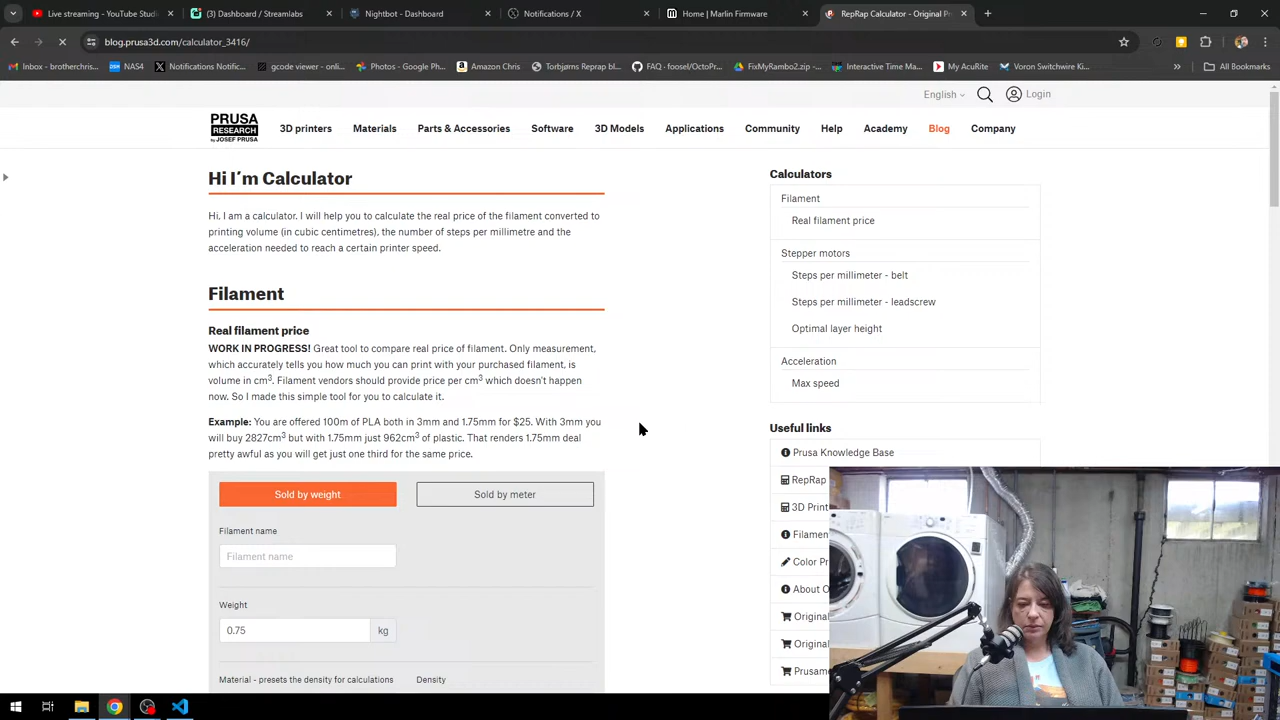 Live streaming - YouTube Studi
(3) Dashboard / Streamlabs
Nightbot - Dashboard
Notifications / X
Home | Marlin Firmware
RepRap Calculator - Original Pr
blog.prusa3d.com/calculator_3416/
Inbox - brotherchris...
NAS4
Notifications Notific...
gcode viewer - onli...
Photos - Google Ph...
Amazon Chris
Torbjørns Reprap bl...
FAQ · foosel/OctoPr...
FixMyRambo2.zip -...
Interactive Time Ma...
My AcuRite
Voron Switchwire Ki...
All Bookmarks
English
Login
PRUSA
RESEARCH
by JOSEF PRUSA
3D printers
Materials
Parts & Accessories
Software
3D Models
Applications
Community
Help
Academy
Blog
Company
Hi I´m Calculator
Hi, I am a calculator. I will help you to calculate the real price of the filament converted to
printing volume (in cubic centimetres), the number of steps per millimetre and the
acceleration needed to reach a certain printer speed.
Filament
Real filament price
WORK IN PROGRESS! Great tool to compare real price of filament. Only measurement,
which accurately tells you how much you can print with your purchased filament, is
volume in cm³. Filament vendors should provide price per cm³ which doesn't happen
now. So I made this simple tool for you to calculate it.
Example: You are offered 100m of PLA both in 3mm and 1.75mm for $25. With 3mm you
will buy 2827cm³ but with 1.75mm just 962cm³ of plastic. That renders 1.75mm deal
pretty awful as you will get just one third for the same price.
Sold by weight
Sold by meter
Filament name
Filament name
Weight
0.75
kg
Material - presets the density for calculations
Density
Calculators
Filament
Real filament price
Stepper motors
Steps per millimeter - belt
Steps per millimeter - leadscrew
Optimal layer height
Acceleration
Max speed
Useful links
Prusa Knowledge Base
RepRap
3D Print
Filamen
Color Pr
About O
Original
Original
Prusame